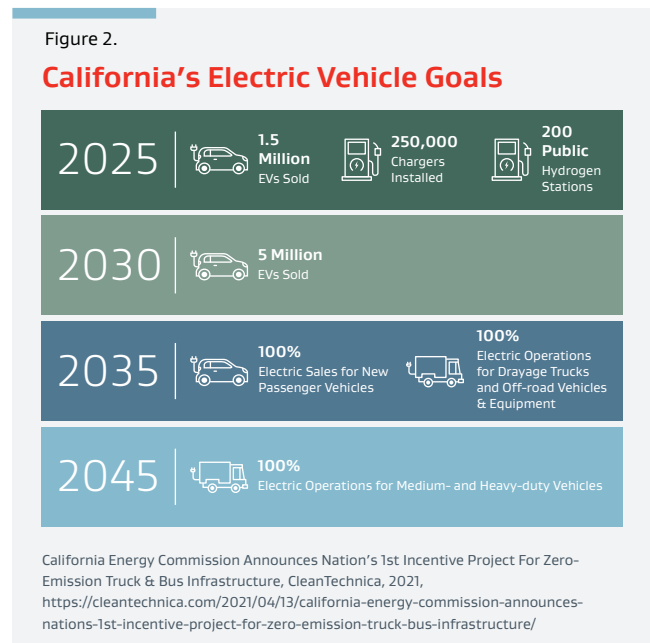 Figure 2.
California’s Electric Vehicle Goals
2025
1.5
Million
EVs Sold
250,000
Chargers
Installed
200
Public
Hydrogen
Stations
2030
5 Million
EVs Sold
2035
100%
Electric Sales for New
Passenger Vehicles
100%
Electric Operations
for Drayage Trucks
and Off-road Vehicles
& Equipment
2045
100%
Electric Operations for Medium- and Heavy-duty Vehicles
California Energy Commission Announces Nation’s 1st Incentive Project For Zero-
Emission Truck & Bus Infrastructure, CleanTechnica, 2021,
https://cleantechnica.com/2021/04/13/california-energy-commission-announces-
nations-1st-incentive-project-for-zero-emission-truck-bus-infrastructure/